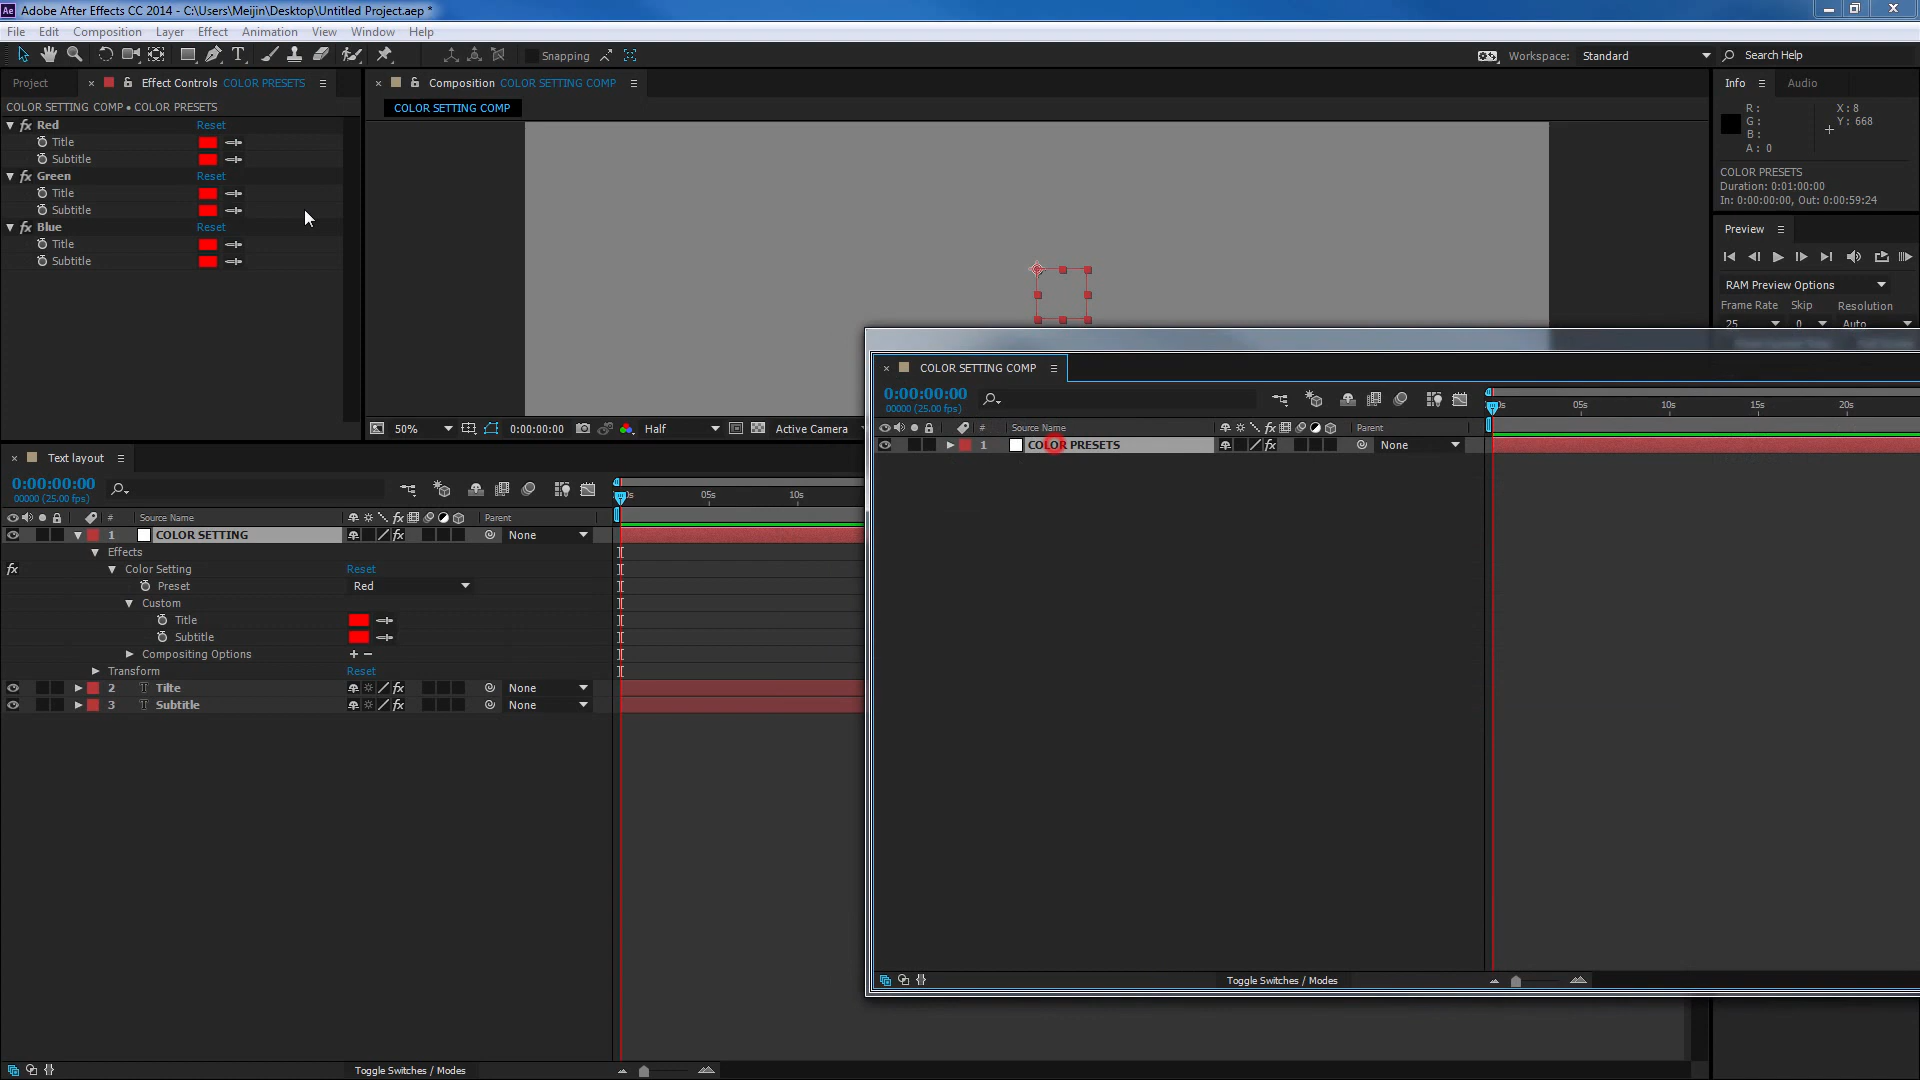 Adobe After Effects CC 2014 - C:\Users\Meijin\Desktop\Untitled Project.aep *
File Edit Composition Layer Effect Animation View Window Help
Snapping
Workspace: Standard
Search Help
Project
Effect Controls COLOR PRESETS
Composition COLOR SETTING COMP
Info Audio
COLOR SETTING COMP • COLOR PRESETS
COLOR SETTING COMP
R: X: 8
G: Y: 668
B:
A: 0
Red Reset
Title
Subtitle
Green Reset
Title
Subtitle
Blue Reset
Title
Subtitle
COLOR PRESETS
Duration: 0:01:00:00
In: 0:00:00:00, Out: 0:00:59:24
Preview
RAM Preview Options
Frame Rate Skip Resolution
25 0 Auto
50% 0:00:00:00 Half Active Camera
COLOR SETTING COMP
0:00:00:00
00000 (25.00 fps)
05s 10s 15s 20s
# Source Name fx Parent
1 COLOR PRESETS fx None
Toggle Switches / Modes
Text layout
0:00:00:00
00000 (25.00 fps)
05s 10s
# Source Name fx Parent
1 COLOR SETTING fx None
Effects
fx Color Setting Reset
Preset Red
Custom
Title
Subtitle
Compositing Options + –
Transform Reset
2 T Tilte fx None
3 T Subtitle fx None
Toggle Switches / Modes